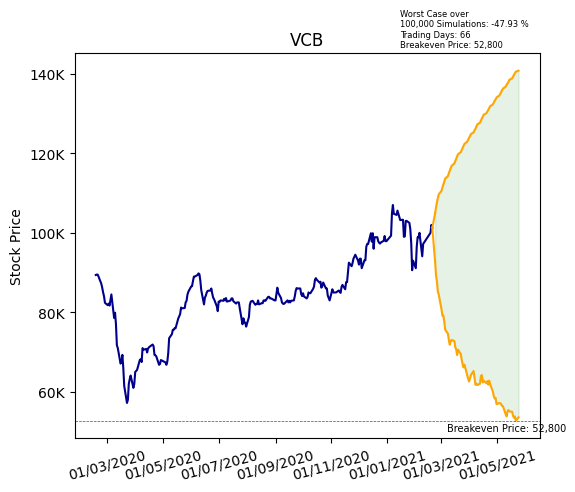 Worst Case over
100,000 Simulations: -47.93 %
Trading Days: 66
Breakeven Price: 52,800
VCB
140K
120K
100K
80K
60K
Stock Price
Breakeven Price: 52,800
01/03/2020
01/05/2020
01/07/2020
01/09/2020
01/11/2020
01/01/2021
01/03/2021
01/05/2021